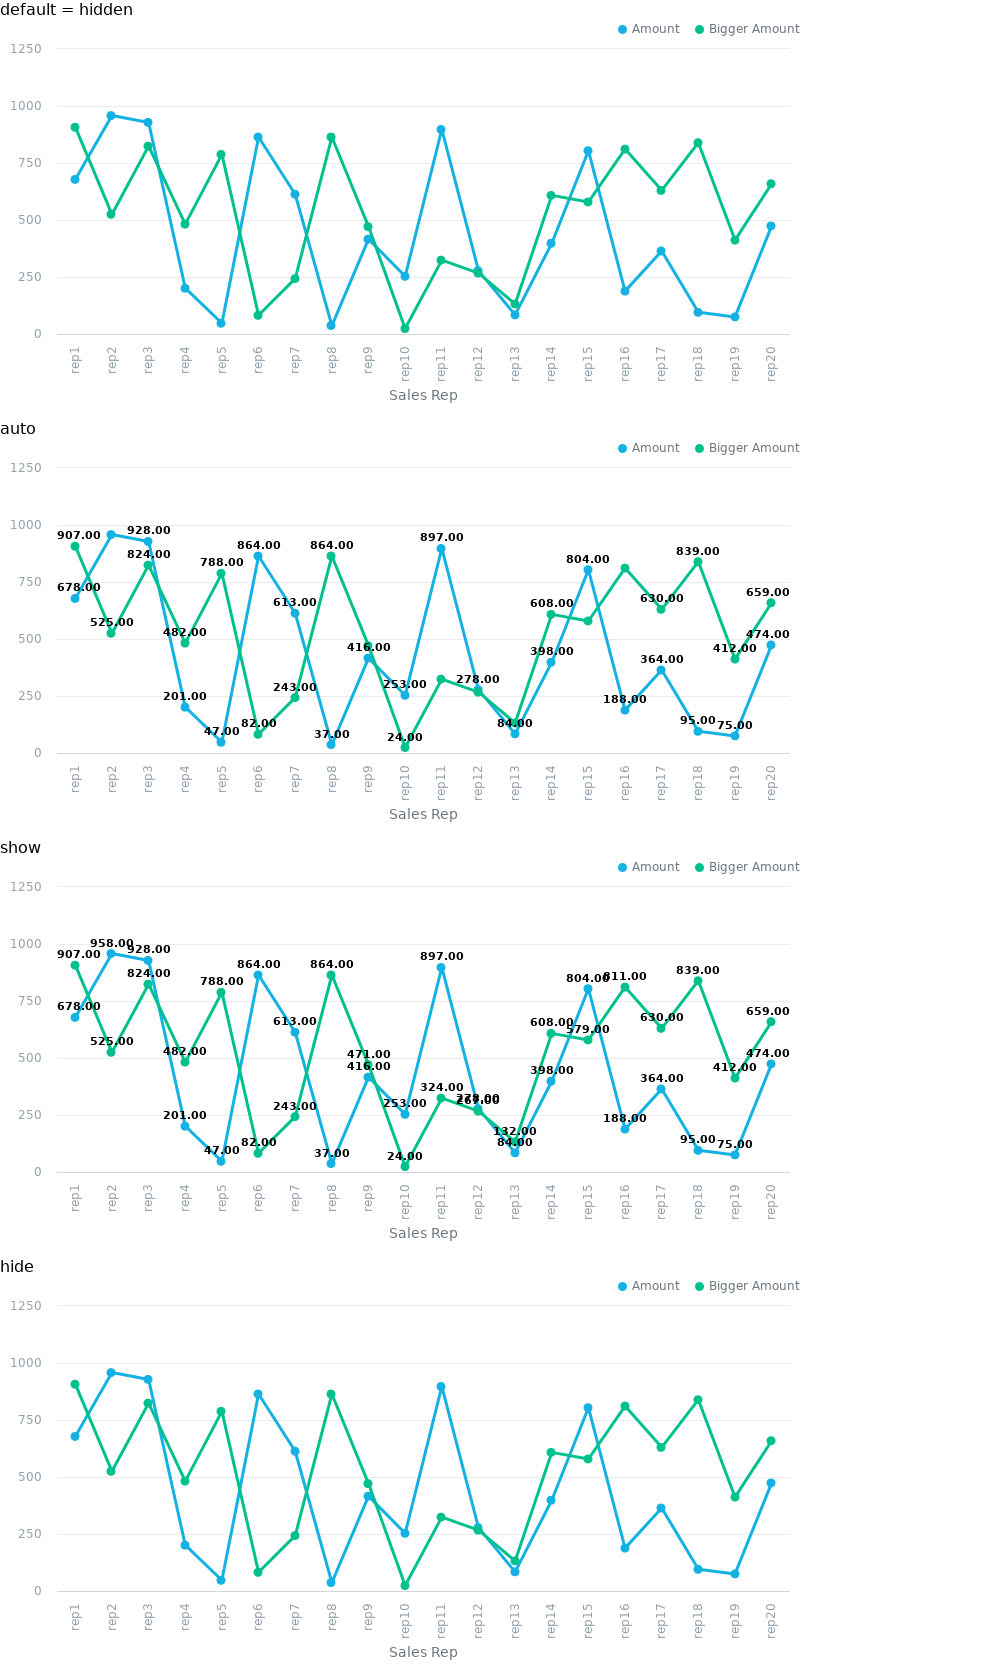 default = hidden
Amount Bigger Amount
1250
1000
750
500
250
0
rep1 rep2 rep3 rep4 rep5 rep6 rep7 rep8 rep9 rep10 rep11 rep12 rep13 rep14 rep15 rep16 rep17 rep18 rep19 rep20
Sales Rep
auto
Amount Bigger Amount
1250
1000
907.00 928.00 864.00 864.00 897.00
824.00 788.00 804.00 839.00
750
678.00 613.00 608.00 630.00 659.00
525.00 482.00
500
416.00 398.00 412.00 474.00
253.00 278.00 364.00
250
201.00 243.00 188.00
47.00 82.00 37.00 24.00 84.00 95.00 75.00
0
rep1 rep2 rep3 rep4 rep5 rep6 rep7 rep8 rep9 rep10 rep11 rep12 rep13 rep14 rep15 rep16 rep17 rep18 rep19 rep20
Sales Rep
show
Amount Bigger Amount
1250
1000
907.00 958.00 928.00 864.00 864.00 897.00
824.00 788.00 804.00 811.00 839.00
750
678.00 613.00 608.00 579.00 630.00 659.00
525.00 482.00
500
471.00
416.00 398.00 412.00 474.00
253.00 324.00 278.00 364.00
250
201.00 243.00 132.00 188.00
47.00 82.00 37.00 24.00 84.00 95.00 75.00
0
rep1 rep2 rep3 rep4 rep5 rep6 rep7 rep8 rep9 rep10 rep11 rep12 rep13 rep14 rep15 rep16 rep17 rep18 rep19 rep20
Sales Rep
hide
Amount Bigger Amount
1250
1000
750
500
250
0
rep1 rep2 rep3 rep4 rep5 rep6 rep7 rep8 rep9 rep10 rep11 rep12 rep13 rep14 rep15 rep16 rep17 rep18 rep19 rep20
Sales Rep